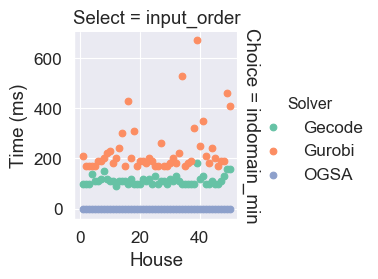 Select = input_order
Time (ms)
600
400
200
0
0
20
40
House
Choice = indomain_min
Solver
Gecode
Gurobi
OGSA